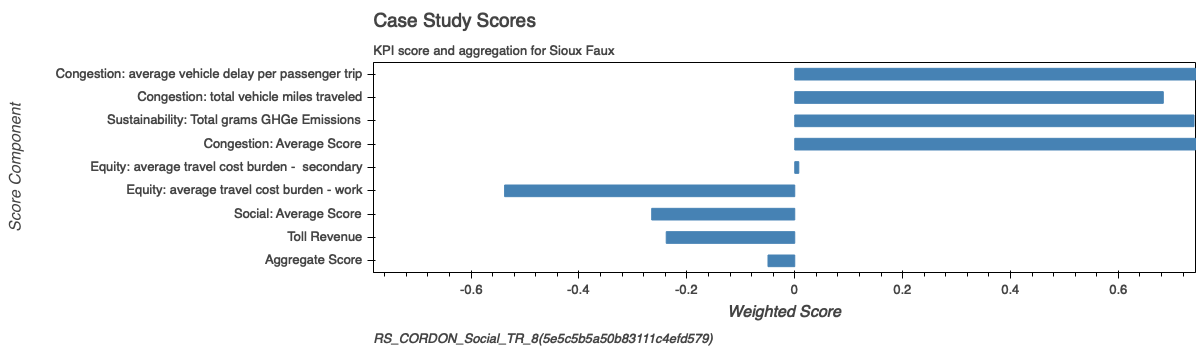 Case Study Scores
KPI score and aggregation for Sioux Faux
Score Component
Congestion: average vehicle delay per passenger trip
Congestion: total vehicle miles traveled
Sustainability: Total grams GHGe Emissions
Congestion: Average Score
Equity: average travel cost burden -  secondary
Equity: average travel cost burden - work
Social: Average Score
Toll Revenue
Aggregate Score
-0.6 -0.4 -0.2 0 0.2 0.4 0.6
Weighted Score
RS_CORDON_Social_TR_8(5e5c5b5a50b83111c4efd579)